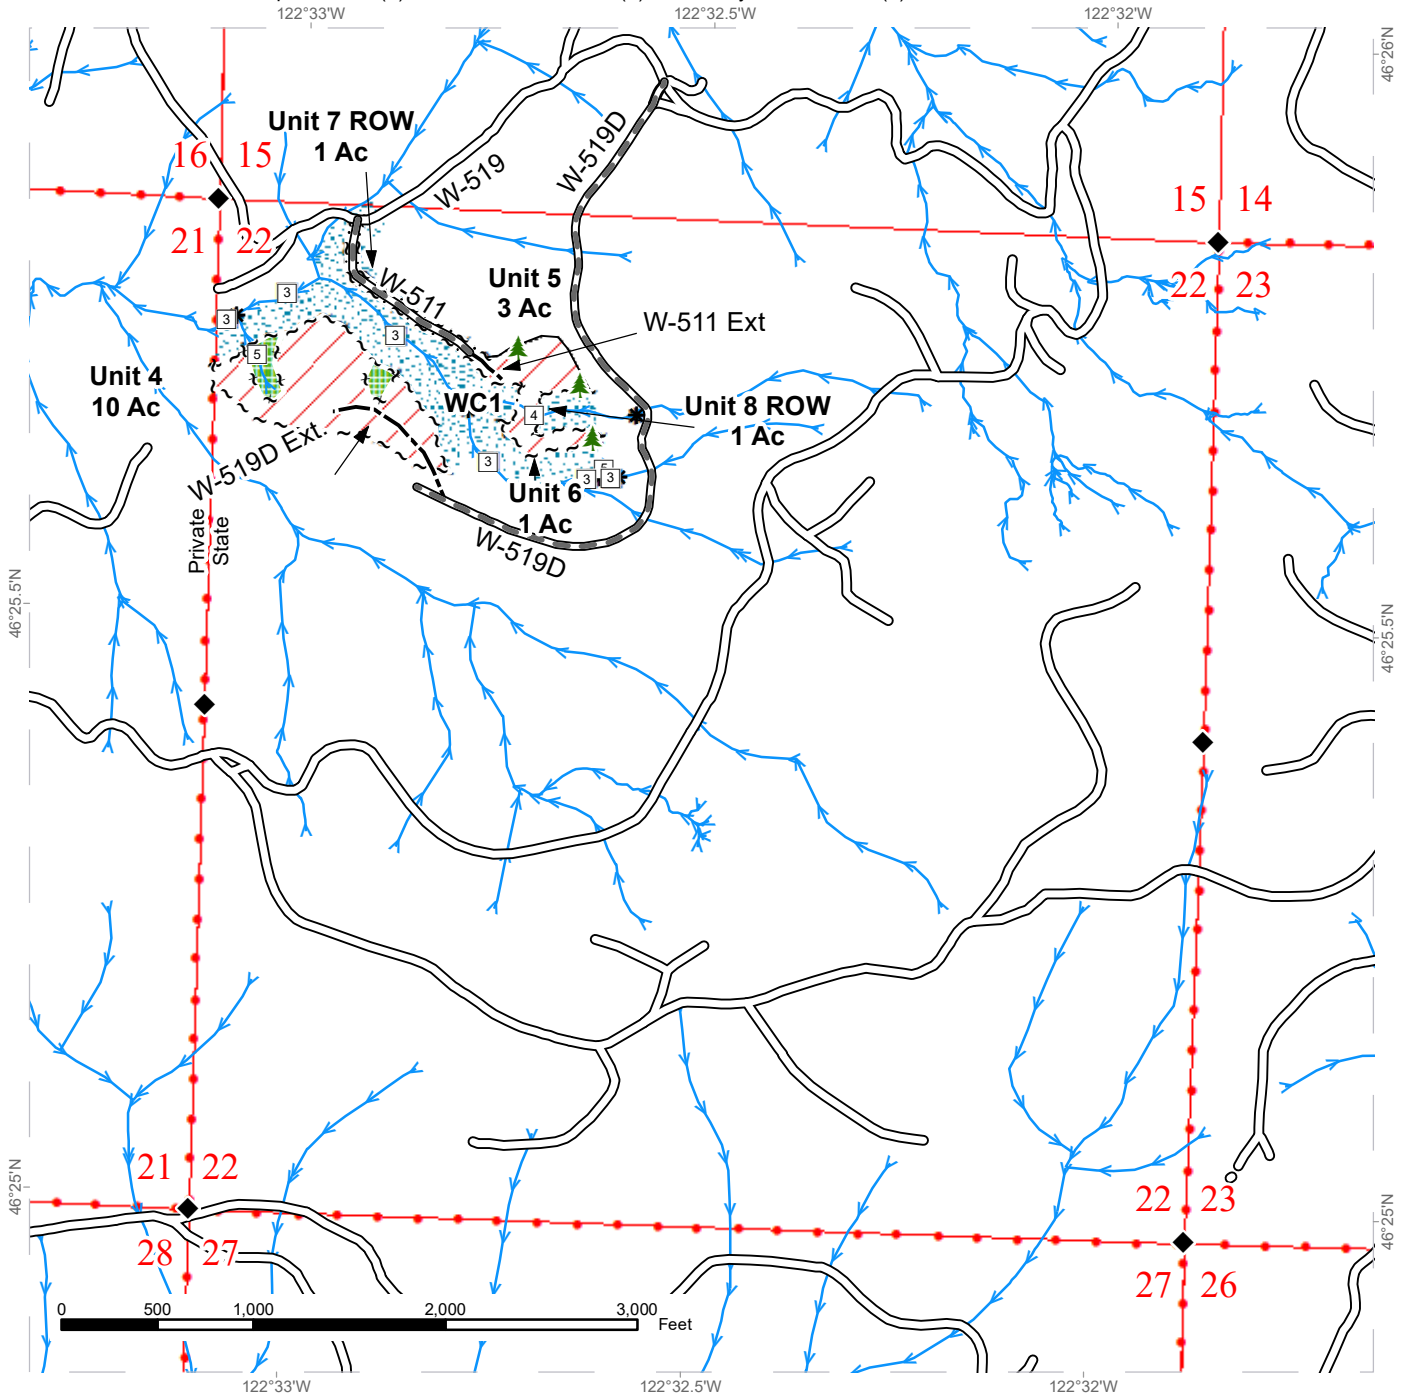 122°33'W
122°32.5'W
122°32'W
46°26'N
Unit 7 ROW
1 Ac
W-519D
W-519
16
15
15
14
21
22
22
23
W-511
Unit 5
3 Ac
W-511 Ext
3
3
3
5
Unit 4
10 Ac
WC1
4
Unit 8 ROW
1 Ac
W-519D Ext.
3
3
3
Unit 6
1 Ac
W-519D
Private
State
46°25.5'N
46°25.5'N
21
22
22
23
46°25'N
46°25'N
28
27
27
26
0
500
1,000
2,000
3,000
Feet
122°33'W
122°32.5'W
122°32'W